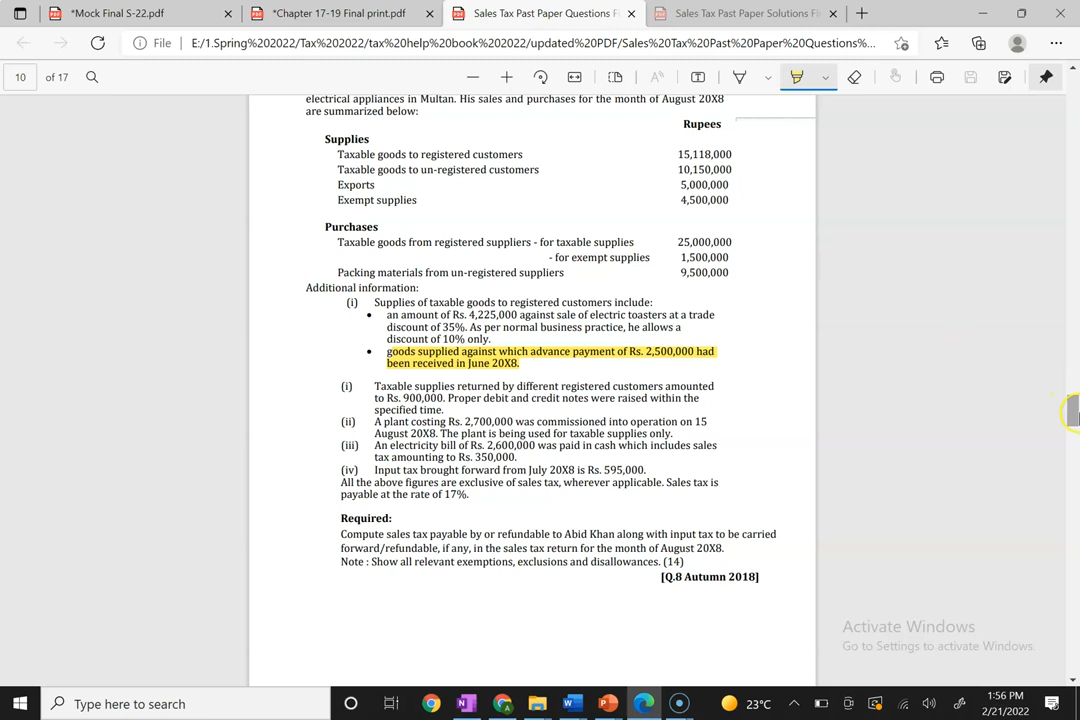 *Mock Final S-22.pdf
*Chapter 17-19 Final print.pdf
Sales Tax Past Paper Questions Fi
Sales Tax Past Paper Solutions Fi
File
E:/1.Spring%202022/Tax%202022/tax%20help%20book%202022/updated%20PDF/Sales%20Tax%20Past%20Paper%20Questions%...
10 of 17
electrical appliances in Multan. His sales and purchases for the month of August 20X8
are summarized below:
Rupees
Supplies
Taxable goods to registered customers 15,118,000
Taxable goods to un-registered customers 10,150,000
Exports 5,000,000
Exempt supplies 4,500,000
Purchases
Taxable goods from registered suppliers - for taxable supplies 25,000,000
- for exempt supplies 1,500,000
Packing materials from un-registered suppliers 9,500,000
Additional information:
(i) Supplies of taxable goods to registered customers include:
• an amount of Rs. 4,225,000 against sale of electric toasters at a trade
discount of 35%. As per normal business practice, he allows a
discount of 10% only.
• goods supplied against which advance payment of Rs. 2,500,000 had
been received in June 20X8.
(i) Taxable supplies returned by different registered customers amounted
to Rs. 900,000. Proper debit and credit notes were raised within the
specified time.
(ii) A plant costing Rs. 2,700,000 was commissioned into operation on 15
August 20X8. The plant is being used for taxable supplies only.
(iii) An electricity bill of Rs. 2,600,000 was paid in cash which includes sales
tax amounting to Rs. 350,000.
(iv) Input tax brought forward from July 20X8 is Rs. 595,000.
All the above figures are exclusive of sales tax, wherever applicable. Sales tax is
payable at the rate of 17%.
Required:
Compute sales tax payable by or refundable to Abid Khan along with input tax to be carried
forward/refundable, if any, in the sales tax return for the month of August 20X8.
Note : Show all relevant exemptions, exclusions and disallowances. (14)
[Q.8 Autumn 2018]
Activate Windows
Go to Settings to activate Windows.
Type here to search
23°C
1:56 PM
2/21/2022